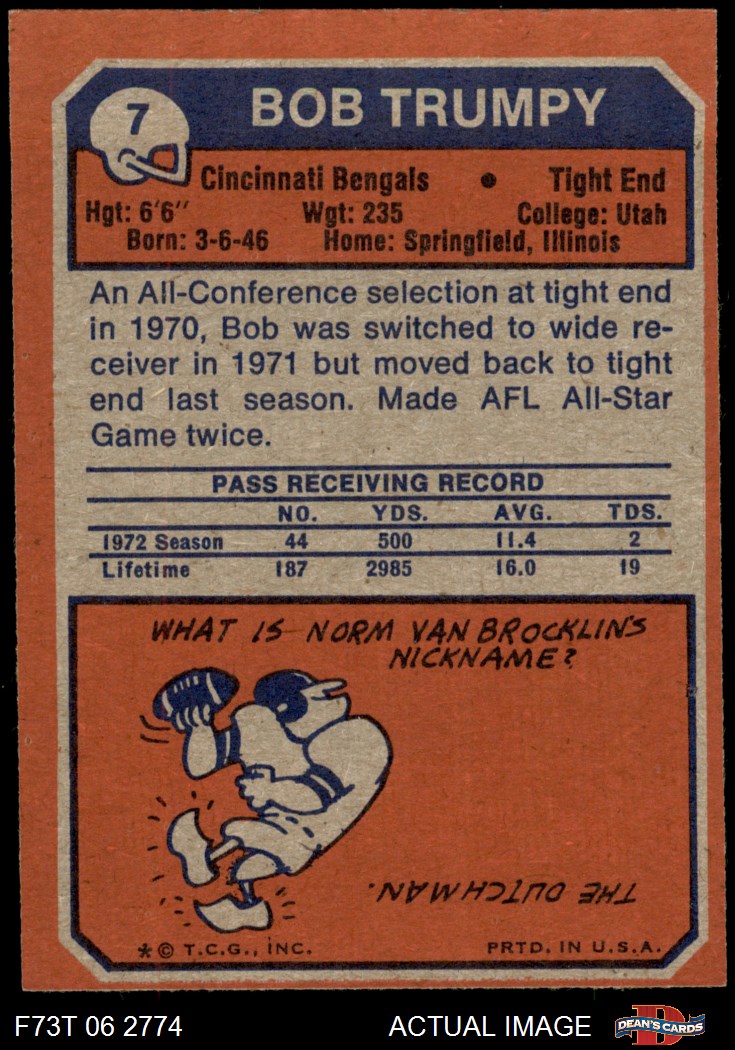 7
BOB TRUMPY
Cincinnati Bengals • Tight End
Hgt: 6'6" Wgt: 235 College: Utah
Born: 3-6-46 Home: Springfield, Illinois
An All-Conference selection at tight end
in 1970, Bob was switched to wide re-
ceiver in 1971 but moved back to tight
end last season. Made AFL All-Star
Game twice.
PASS RECEIVING RECORD
NO. YDS. AVG. TDS.
1972 Season 44 500 11.4 2
Lifetime 187 2985 16.0 19
WHAT IS NORM VAN BROCKLIN'S
NICKNAME?
THE DUTCHMAN.
* © T.C.G., INC. PRTD. IN U.S.A.
F73T 06 2774 ACTUAL IMAGE D DEAN'S CARDS